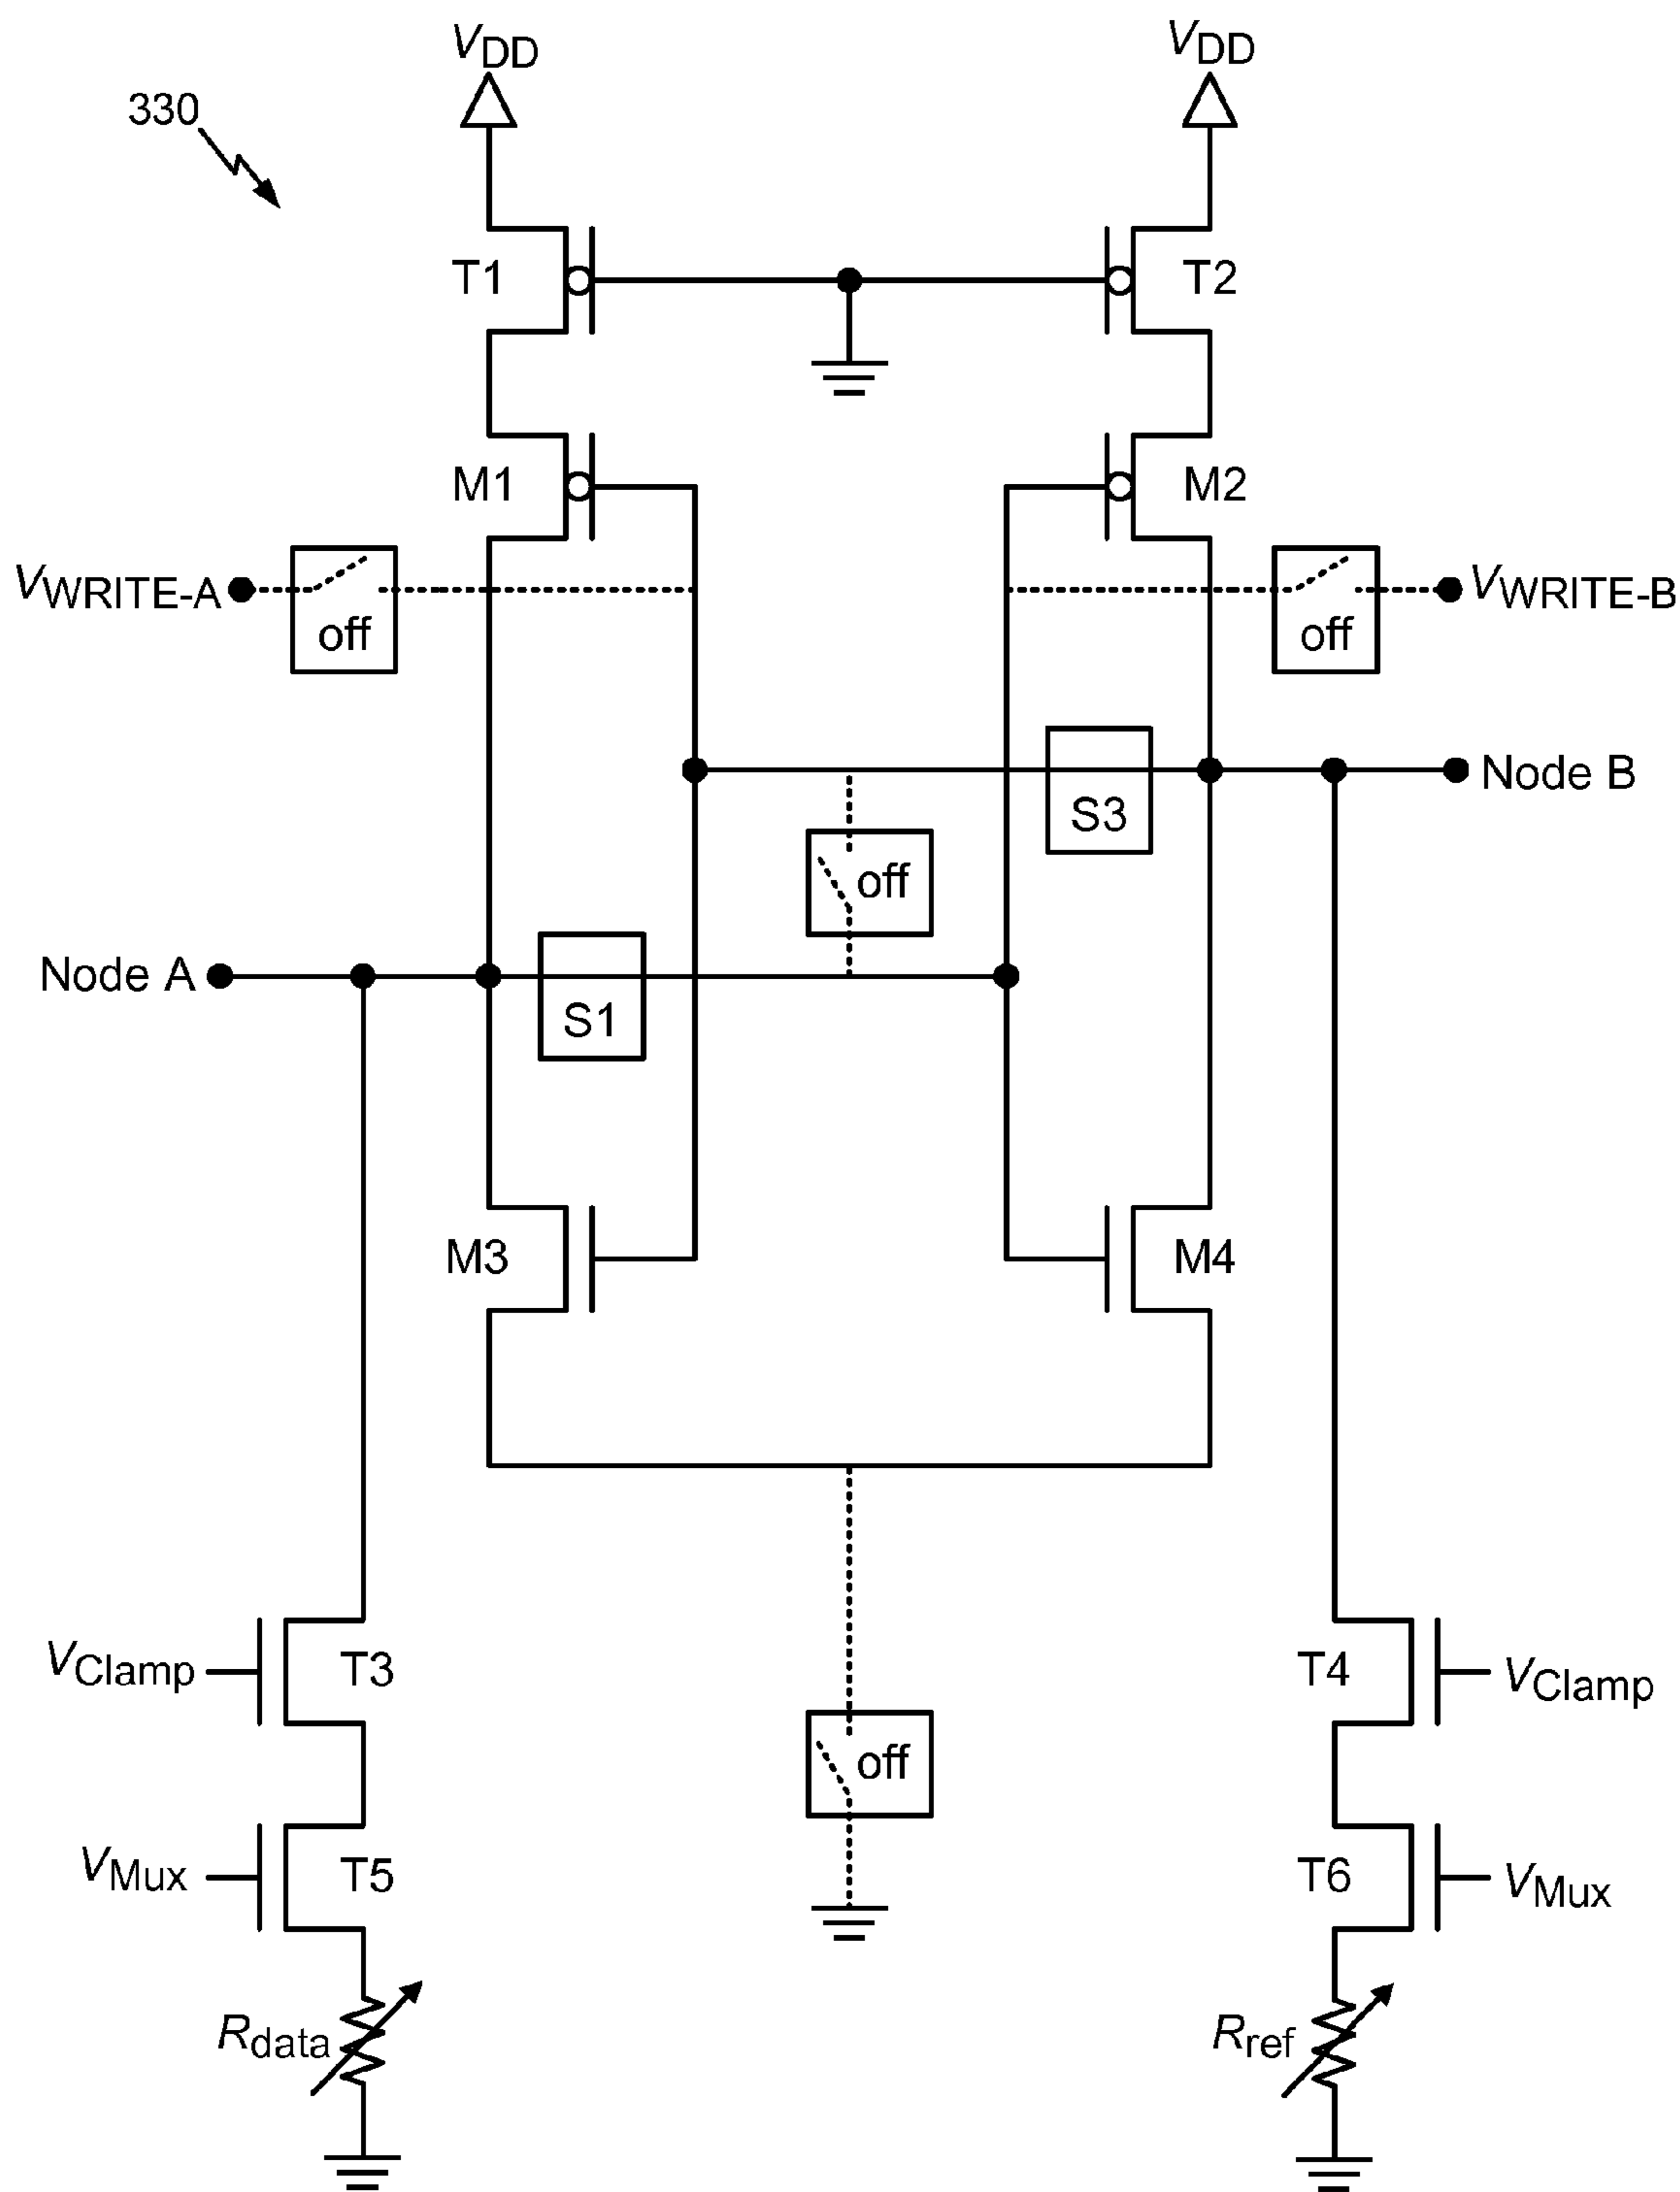 VDD VDD
330
T1 T2
M1 M2
VWRITE-A off off VWRITE-B
Node B
S3
off
Node A
S1
M3 M4
VClamp T3 T4 VClamp
off
VMux T5 T6 VMux
Rdata Rref